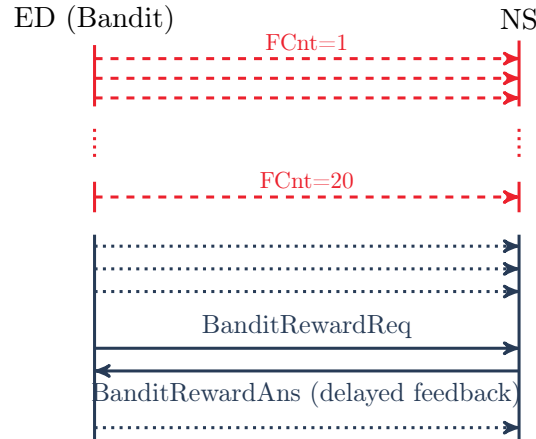 ED (Bandit)
NS
FCnt=1
FCnt=20
BanditRewardReq
BanditRewardAns (delayed feedback)